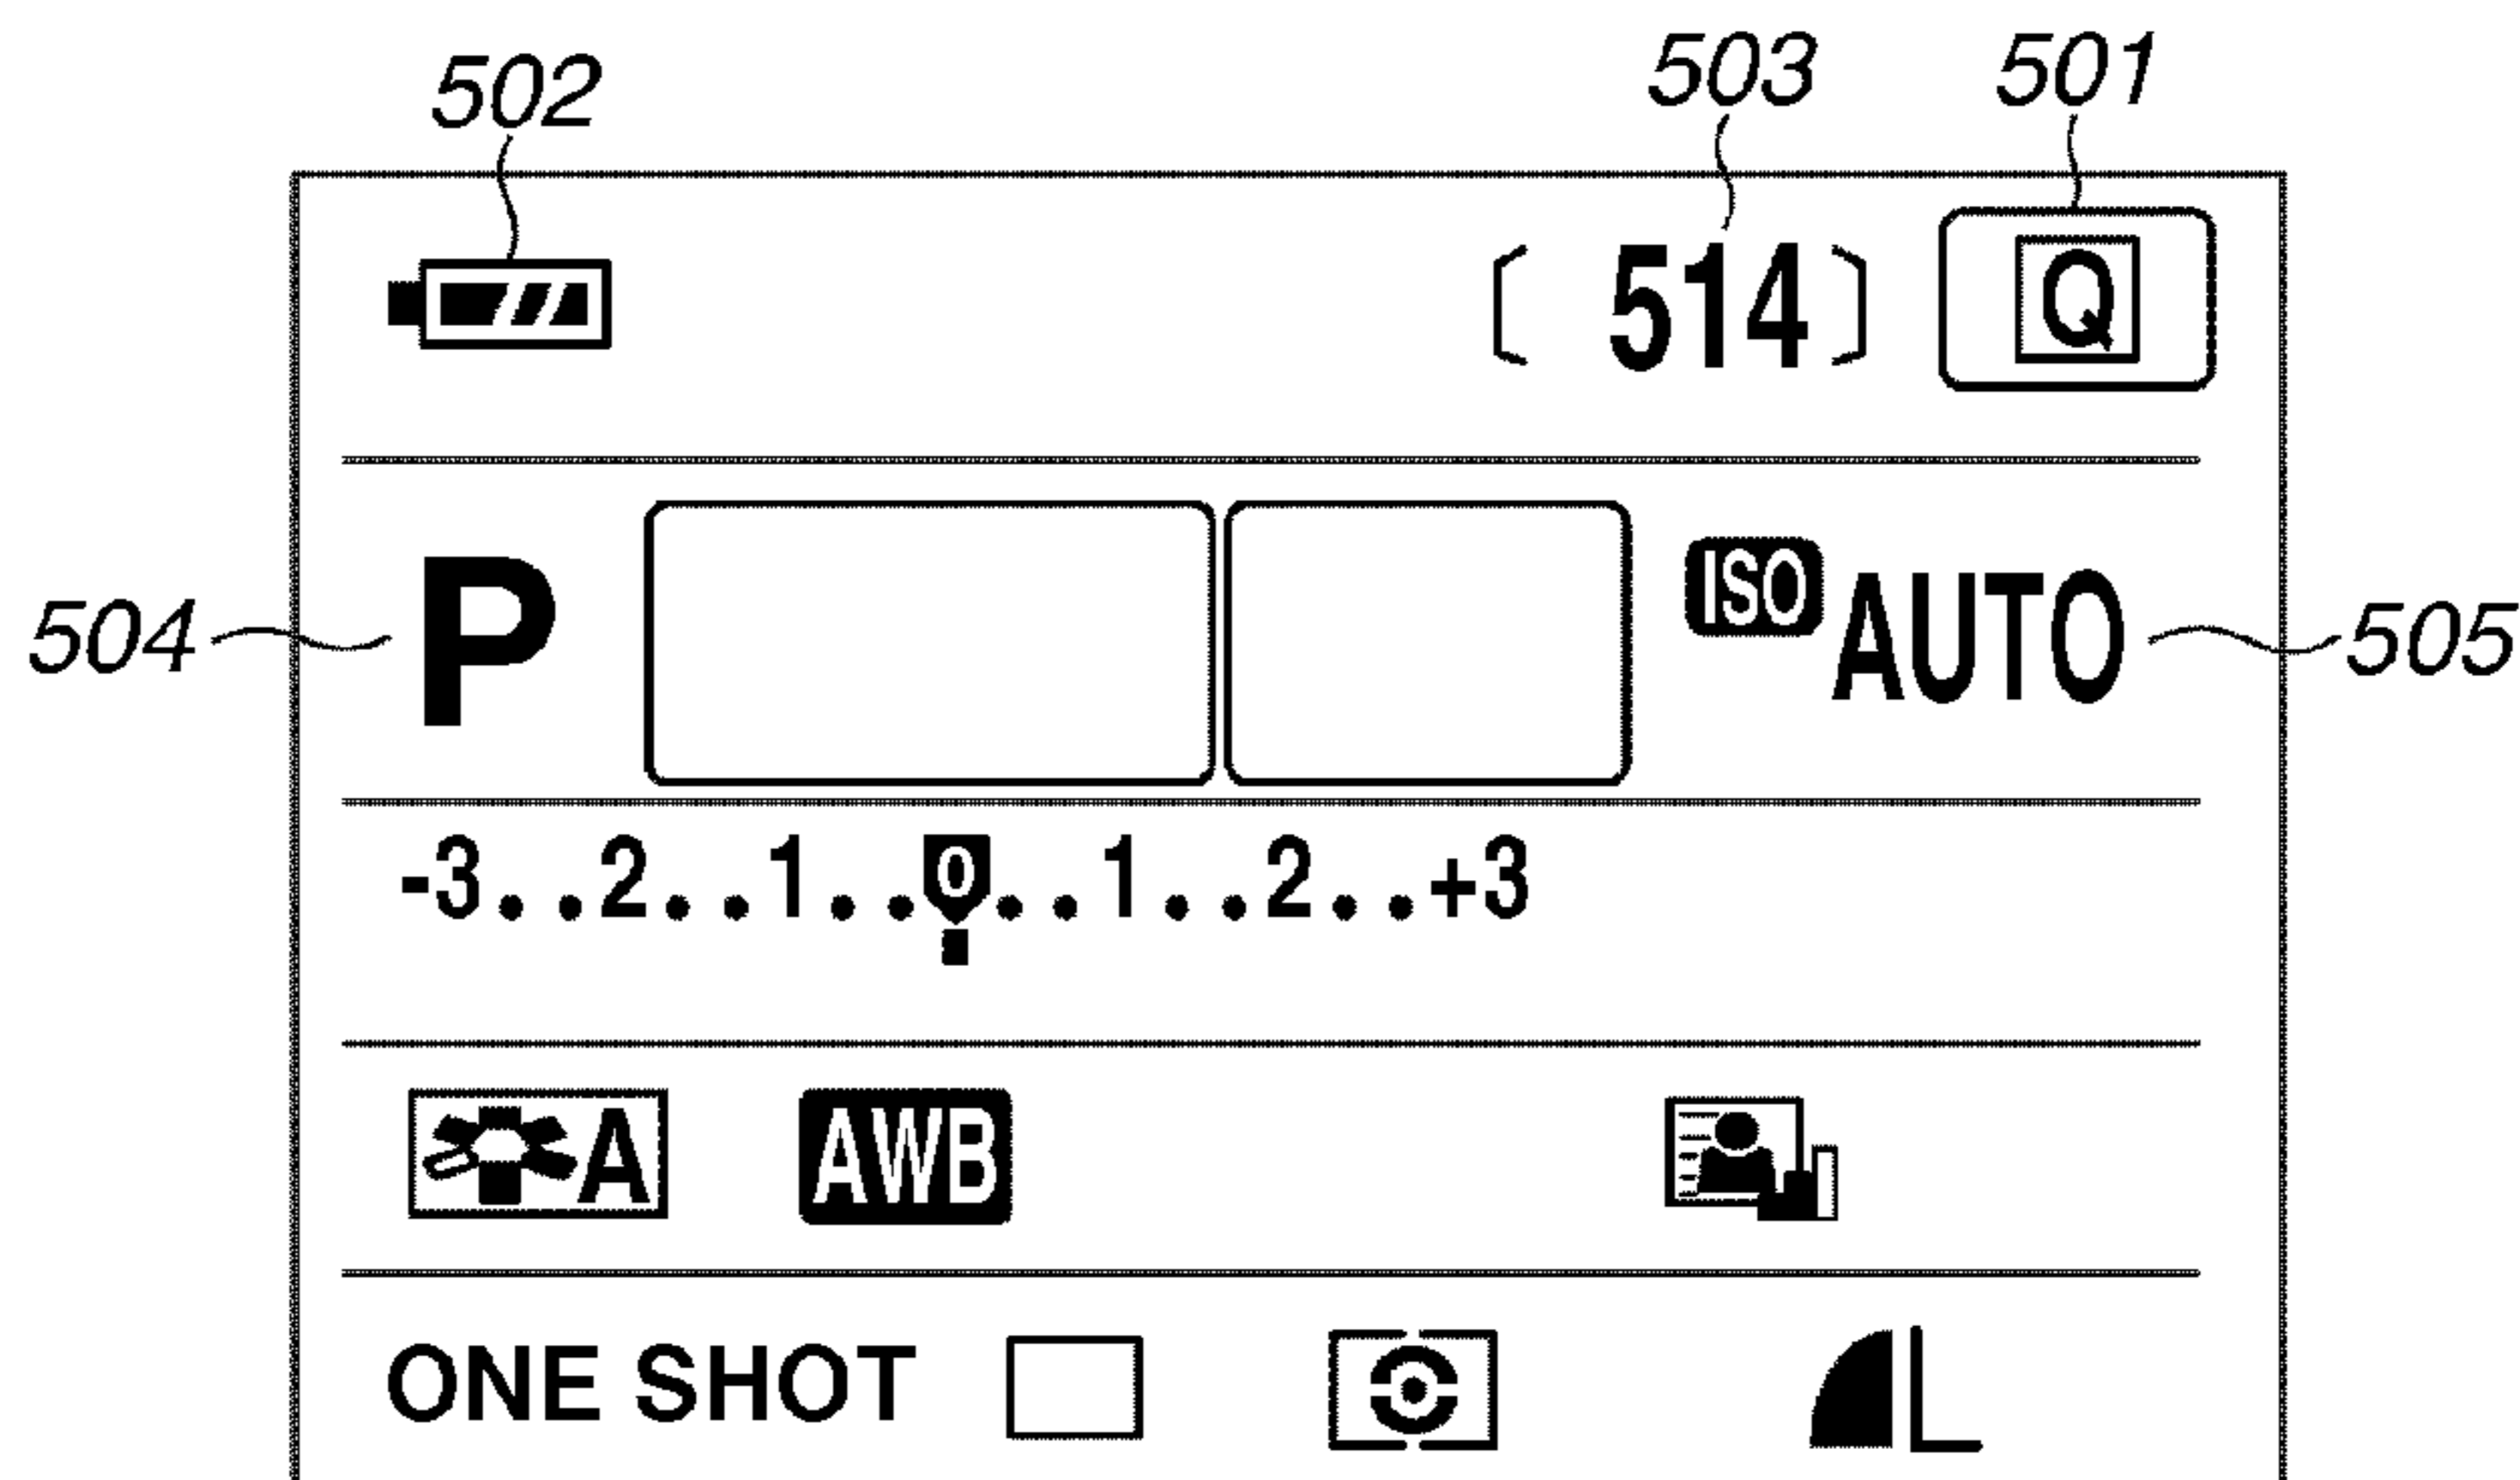 502 503 501
〔 514〕 Q
504 P ISO AUTO 505
-3..2..1..0..1..2..+3
A AWB
ONE SHOT L